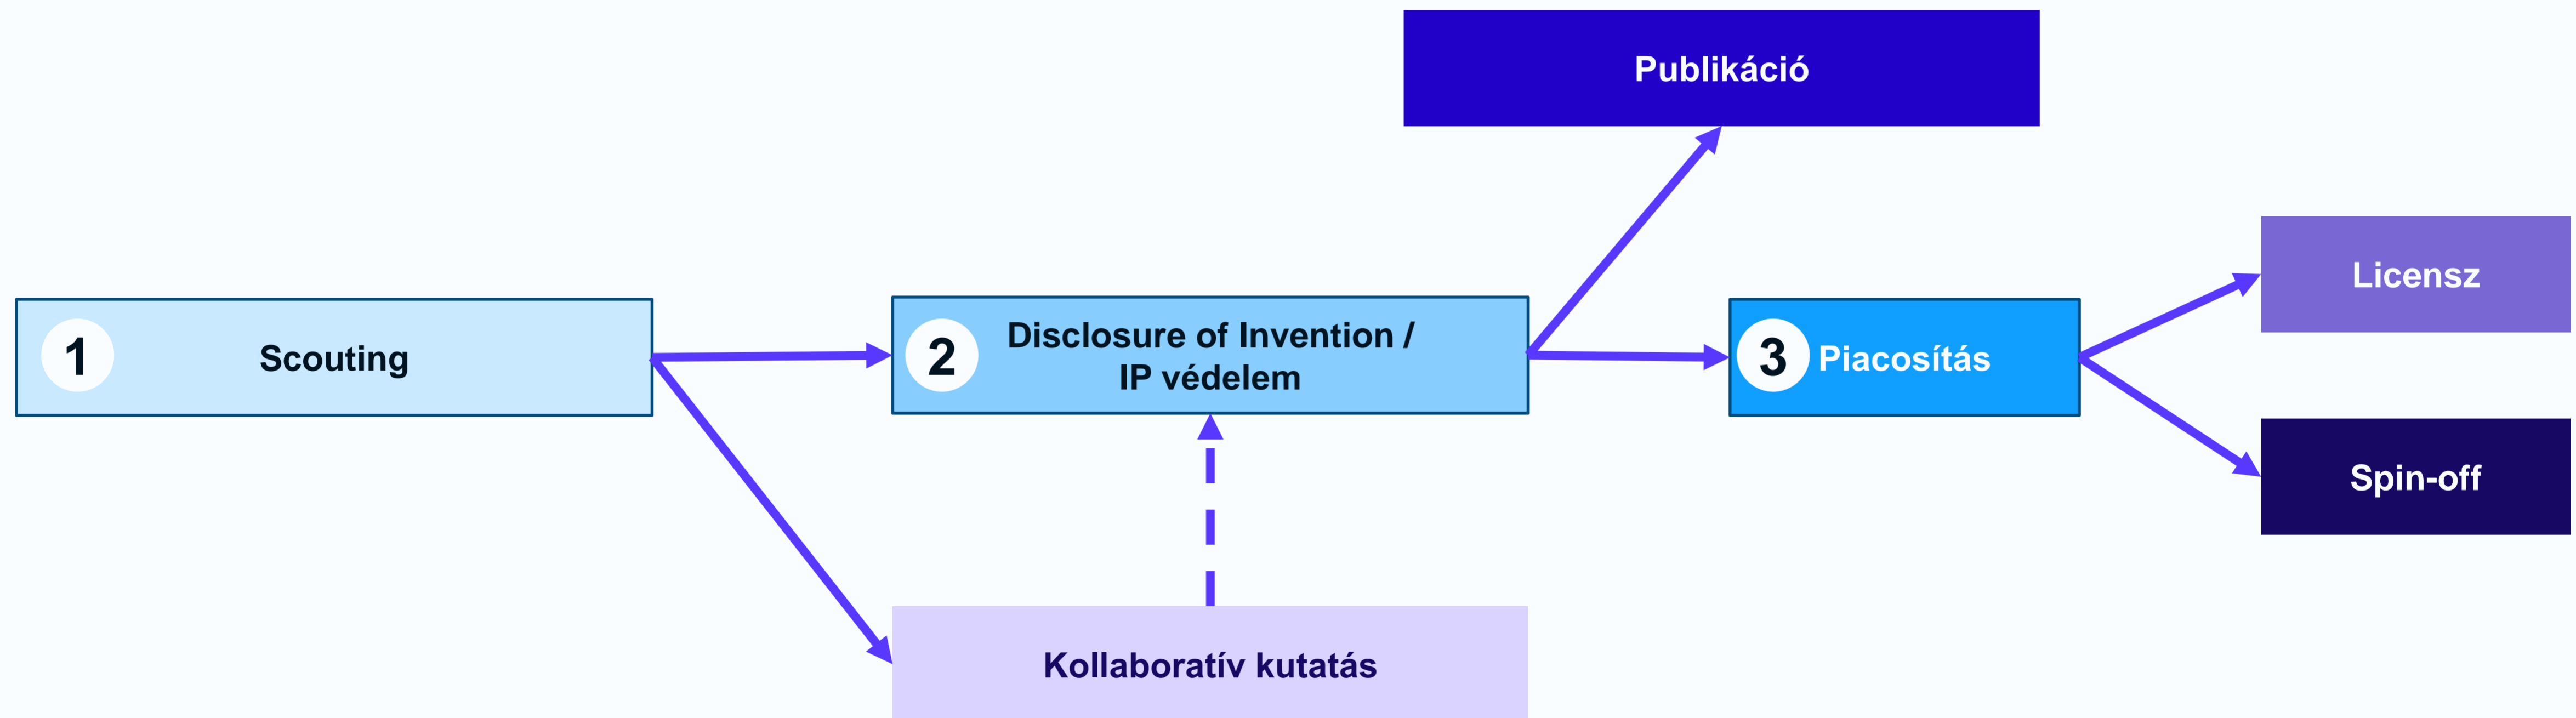 Publikáció
1
Scouting
2
Disclosure of Invention /
IP védelem
3
Piacosítás
Licensz
Spin-off
Kollaboratív kutatás